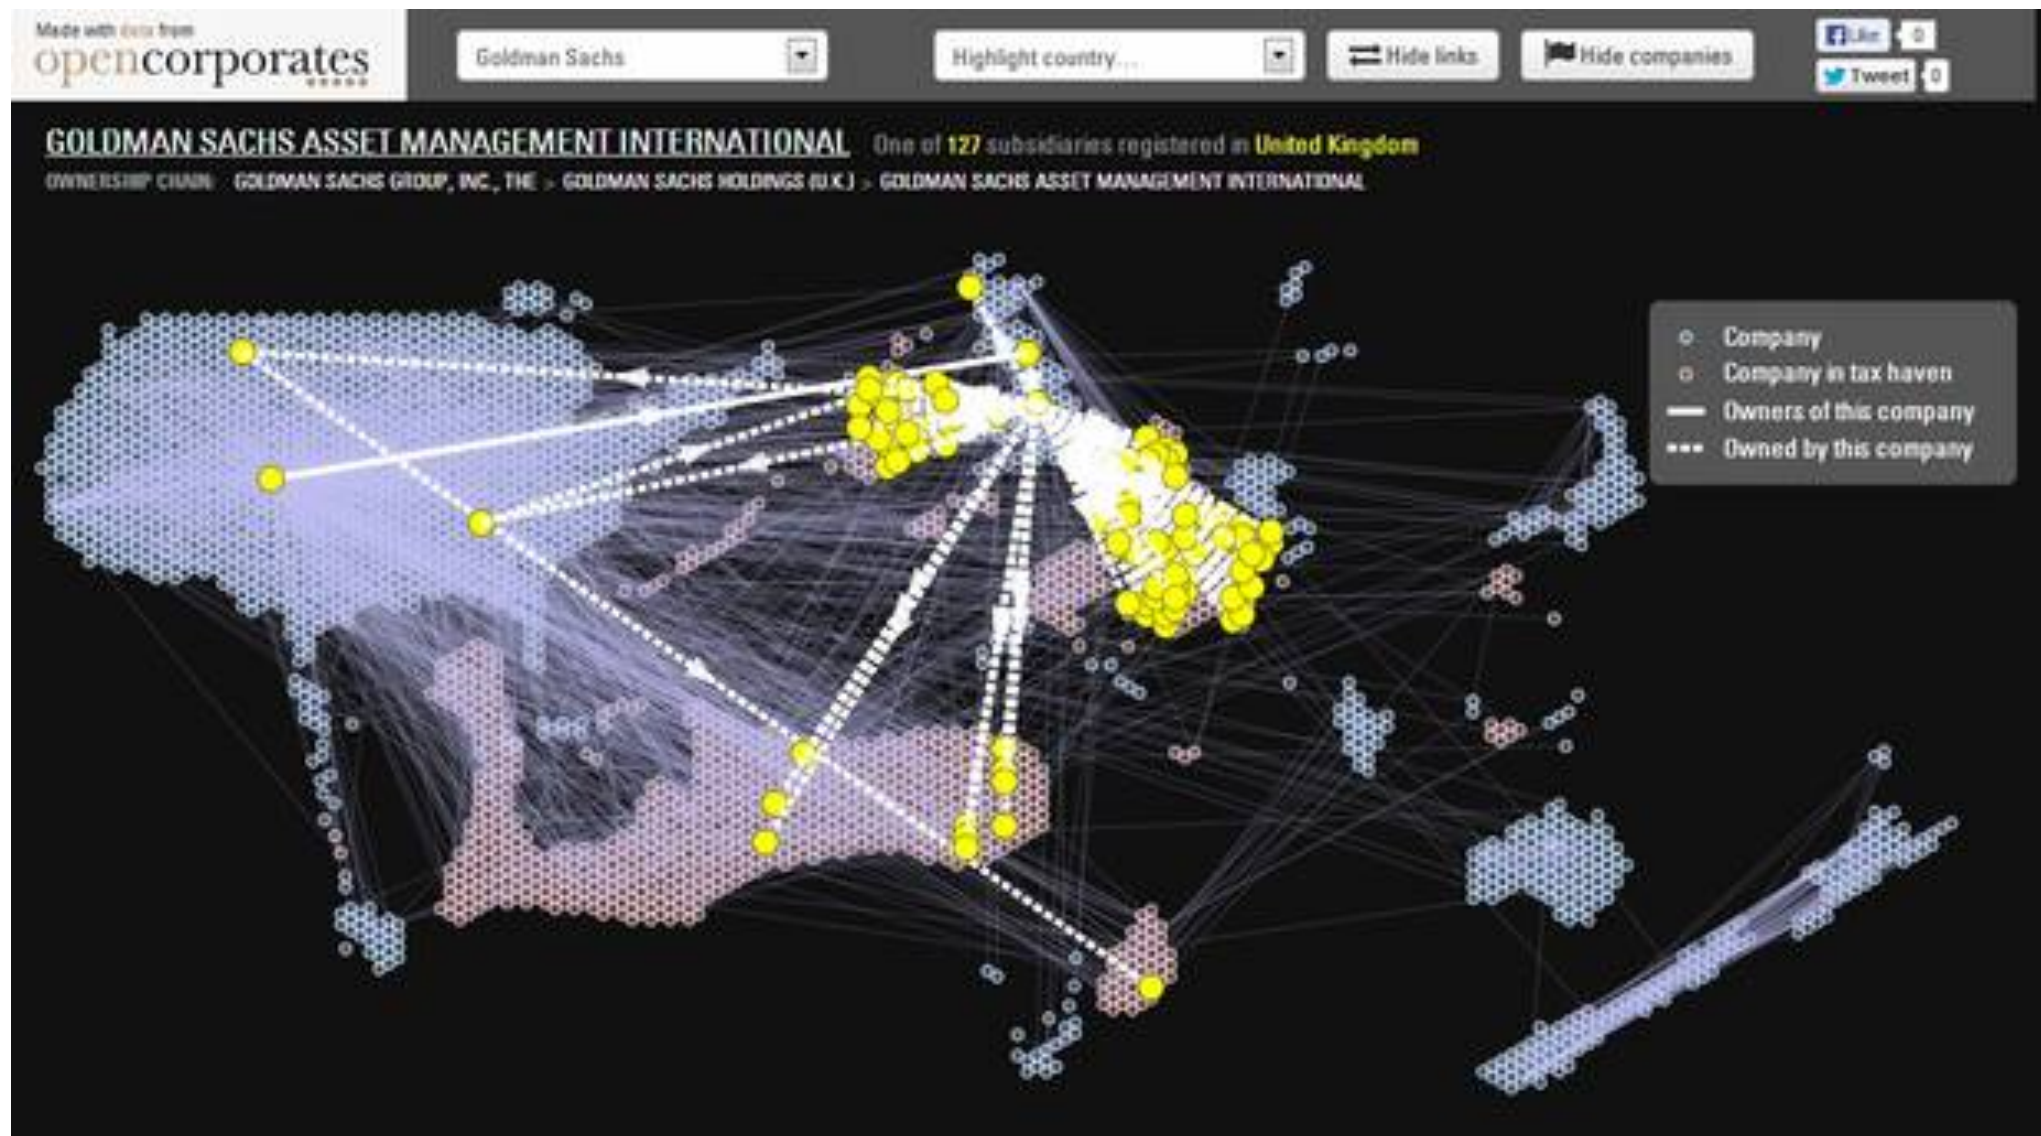 Made with data from
opencorporates
Goldman Sachs
Highlight country...
Hide links
Hide companies
Like 0
Tweet 0
GOLDMAN SACHS ASSET MANAGEMENT INTERNATIONAL One of 127 subsidiaries registered in United Kingdom
OWNERSHIP CHAIN: GOLDMAN SACHS GROUP, INC., THE > GOLDMAN SACHS HOLDINGS (U.K.) > GOLDMAN SACHS ASSET MANAGEMENT INTERNATIONAL
Company
Company in tax haven
Owners of this company
Owned by this company